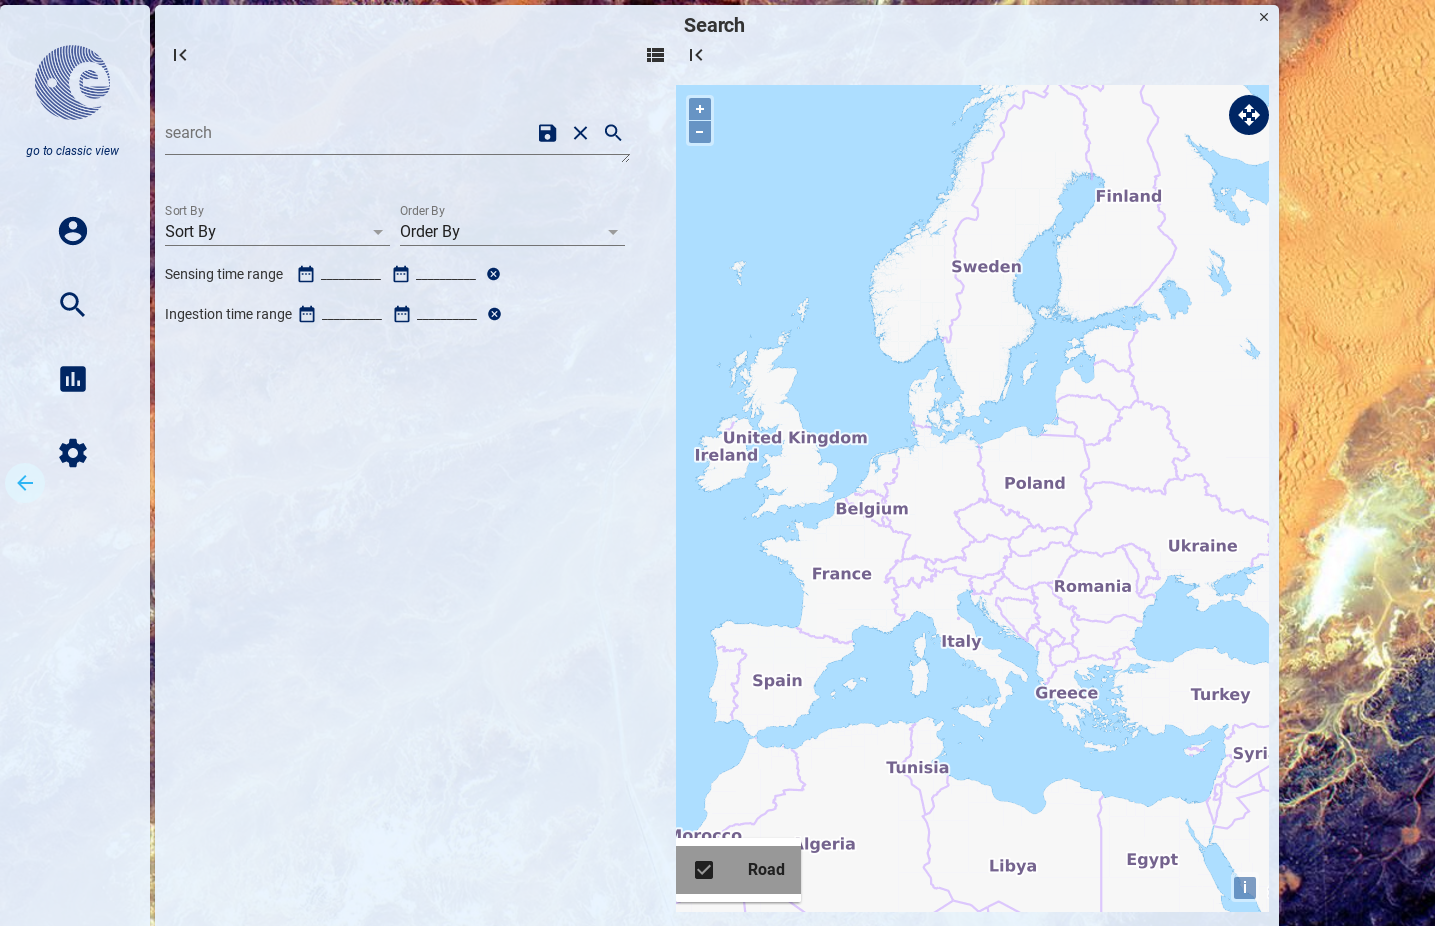 Search
go to classic view
search
Sort By
Order By
Sort By
Order By
Sensing time range
Ingestion time range
+
−
Finland
Sweden
United Kingdom
Ireland
Poland
Belgium
Ukraine
France
Romania
Italy
Spain
Greece
Turkey
Syri
Tunisia
Morocco
Algeria
Egypt
Libya
Road
i